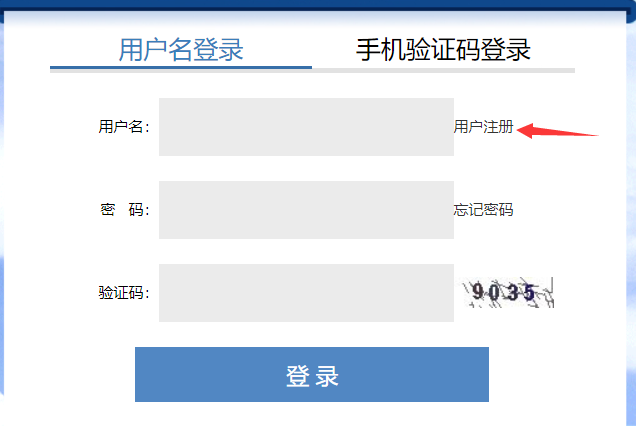 用户名登录 手机验证码登录
用户名： 用户注册
密 码： 忘记密码
验证码： 9035
登 录